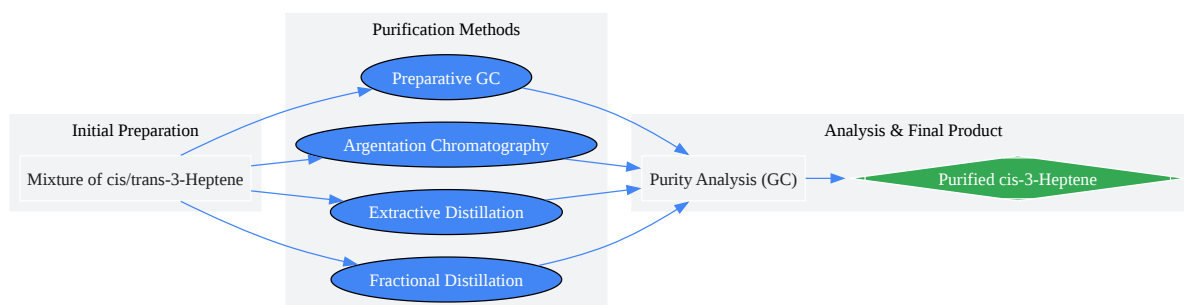 Purification Methods
Preparative GC
Initial Preparation
Analysis & Final Product
Argentation Chromatography
Mixture of cis/trans-3-Heptene
Purity Analysis (GC)
Purified cis-3-Heptene
Extractive Distillation
Fractional Distillation